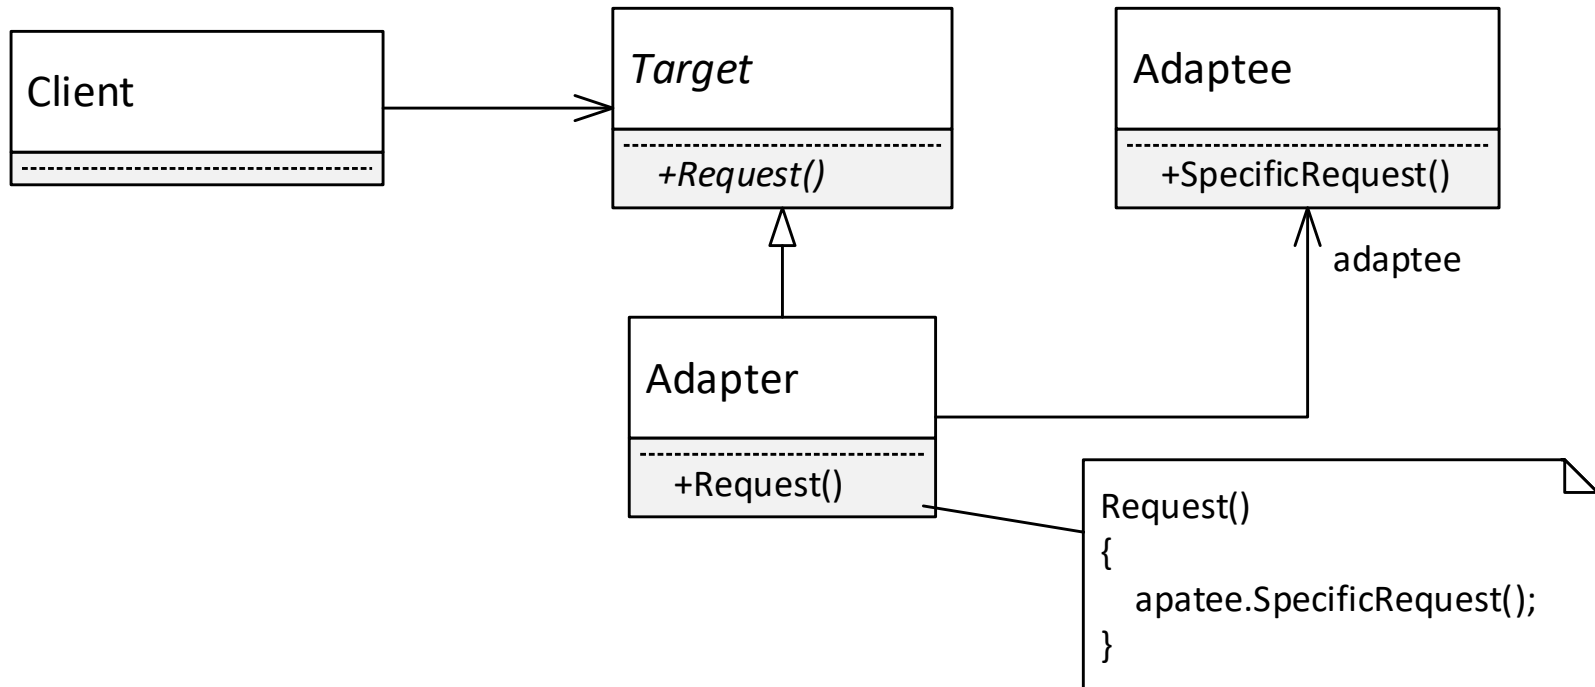 Client
Target
+Request()
Adaptee
+SpecificRequest()
adaptee
Adapter
+Request()
Request()
{
apatee.SpecificRequest();
}